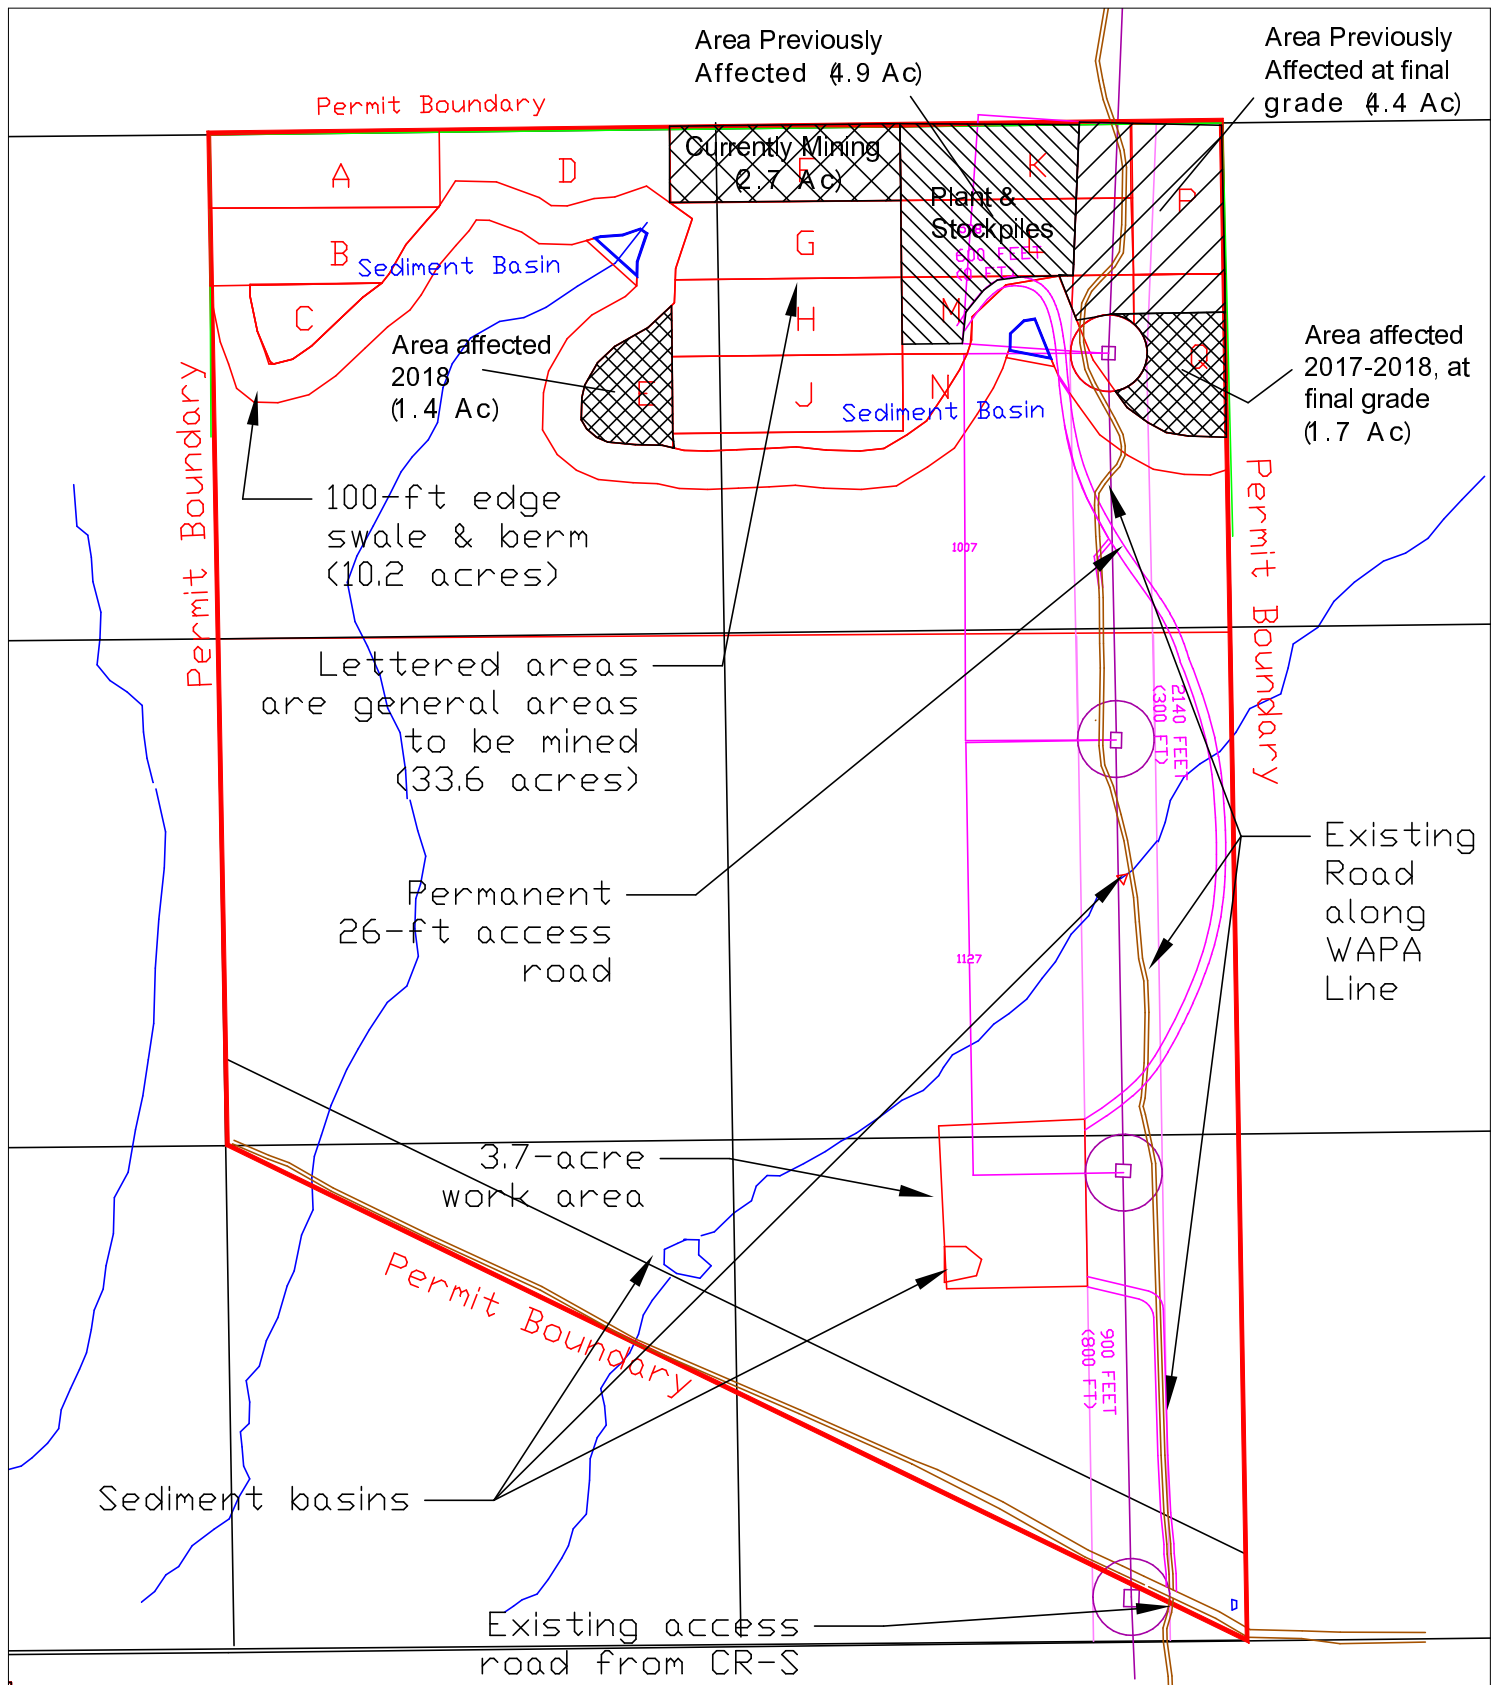 Area Previously
Affected (4.9 Ac)
Area Previously
Affected at final
grade (4.4 Ac)
Permit Boundary
A
D
Currently Mining
F
(2.7 Ac)
K
P
Plant &
Stockpiles
L
600 FEET
(0 FT)
B
Sediment Basin
G
C
H
M
Area affected
2018
(1.4 Ac)
E
J
N
Sediment Basin
Q
Area affected
2017-2018, at
final grade
(1.7 Ac)
Permit Boundary
Permit Boundary
100-ft edge
swale & berm
(10.2 acres)
1007
Lettered areas
are general areas
to be mined
(33.6 acres)
2140 FEET
(300 FT)
Existing
Road
along
WAPA
Line
Permanent
26-ft access
road
1127
3.7-acre
work area
Permit Boundary
900 FEET
(800 FT)
Sediment basins
Existing access
road from CR-S